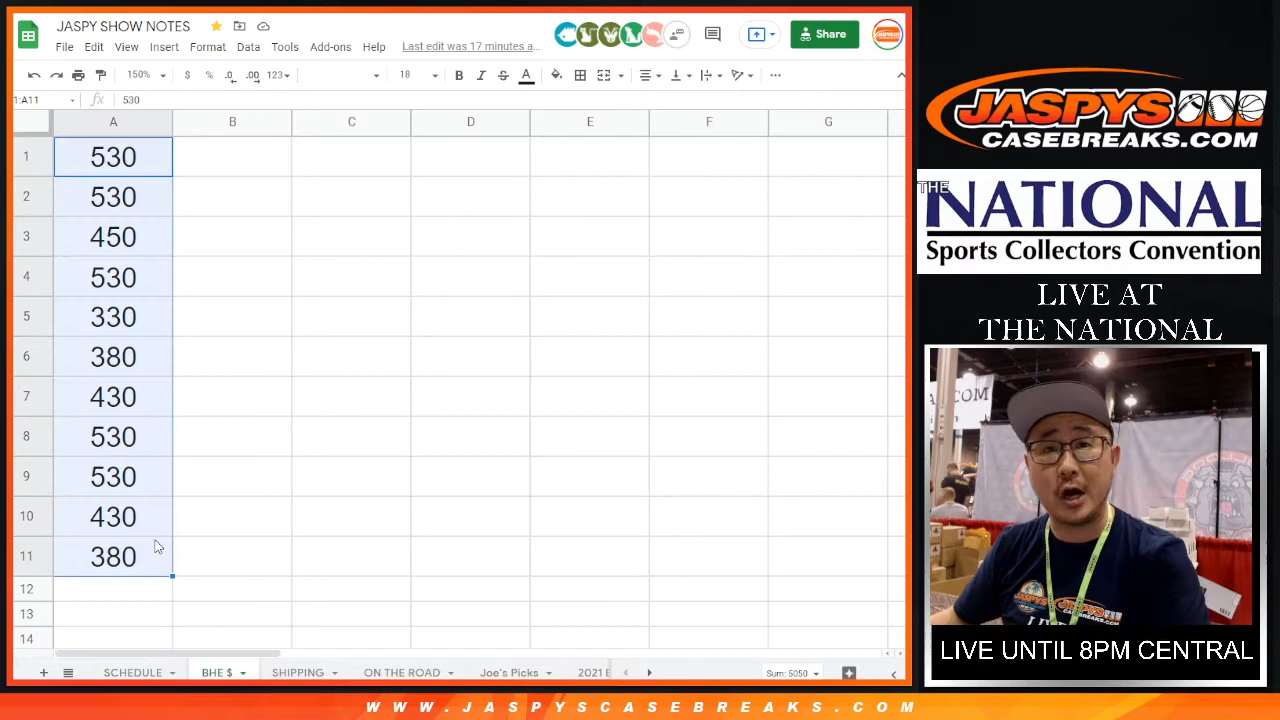 JASPY SHOW NOTES
File Edit View Insert Format Data Tools Add-ons Help Last edit was 17 minutes a...
Share
150% $ % .0 .00 123 18 B I S A
1:A11 fx 530
A B C D E F G
1 530
2 530
3 450
4 530
5 330
6 380
7 430
8 530
9 530
10 430
11 380
12
13
14
+ SCHEDULE BHE $ SHIPPING ON THE ROAD Joe's Picks 2021 Sum: 5050
JASPYS
CASEBREAKS.COM
THE
NATIONAL
Sports Collectors Convention
LIVE AT
THE NATIONAL
JASPYS
LIVE UNTIL 8PM CENTRAL
WWW.JASPYSCASEBREAKS.COM